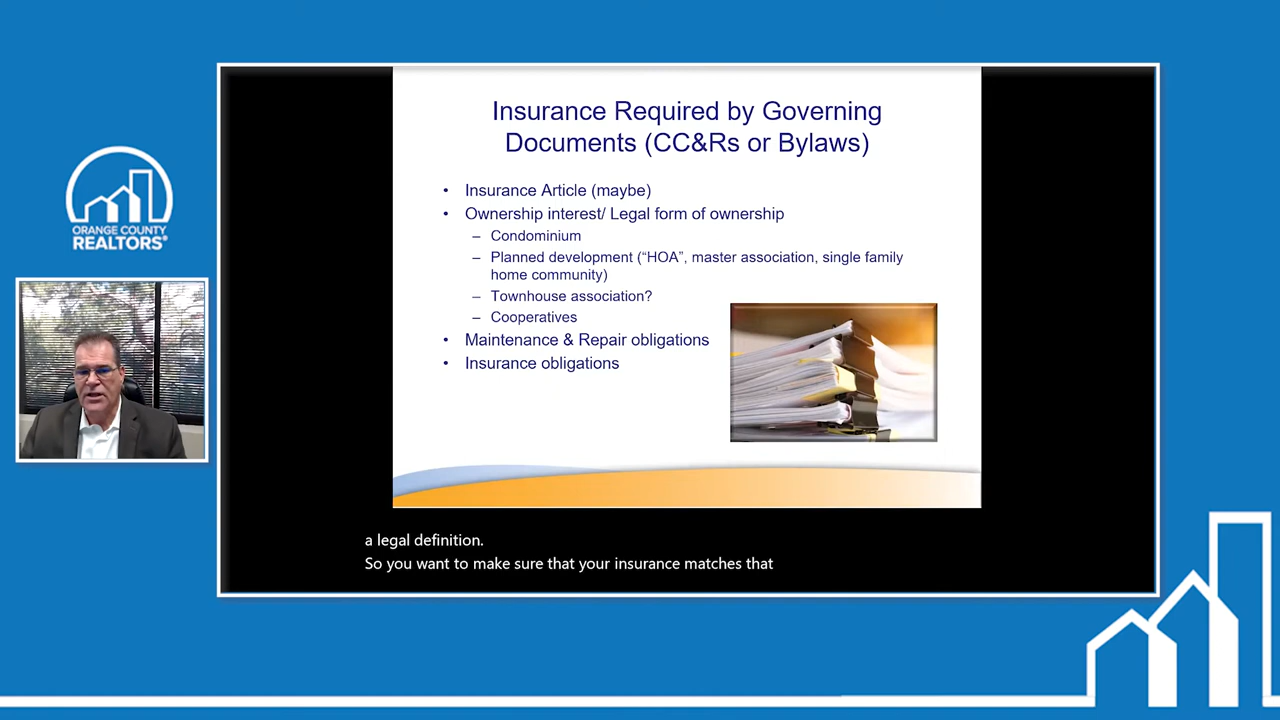 Insurance Required by Governing
Documents (CC&Rs or Bylaws)
• Insurance Article (maybe)
• Ownership interest/ Legal form of ownership
– Condominium
– Planned development (“HOA”, master association, single family
home community)
– Townhouse association?
– Cooperatives
• Maintenance & Repair obligations
• Insurance obligations
ORANGE COUNTY
REALTORS®
a legal definition.
So you want to make sure that your insurance matches that